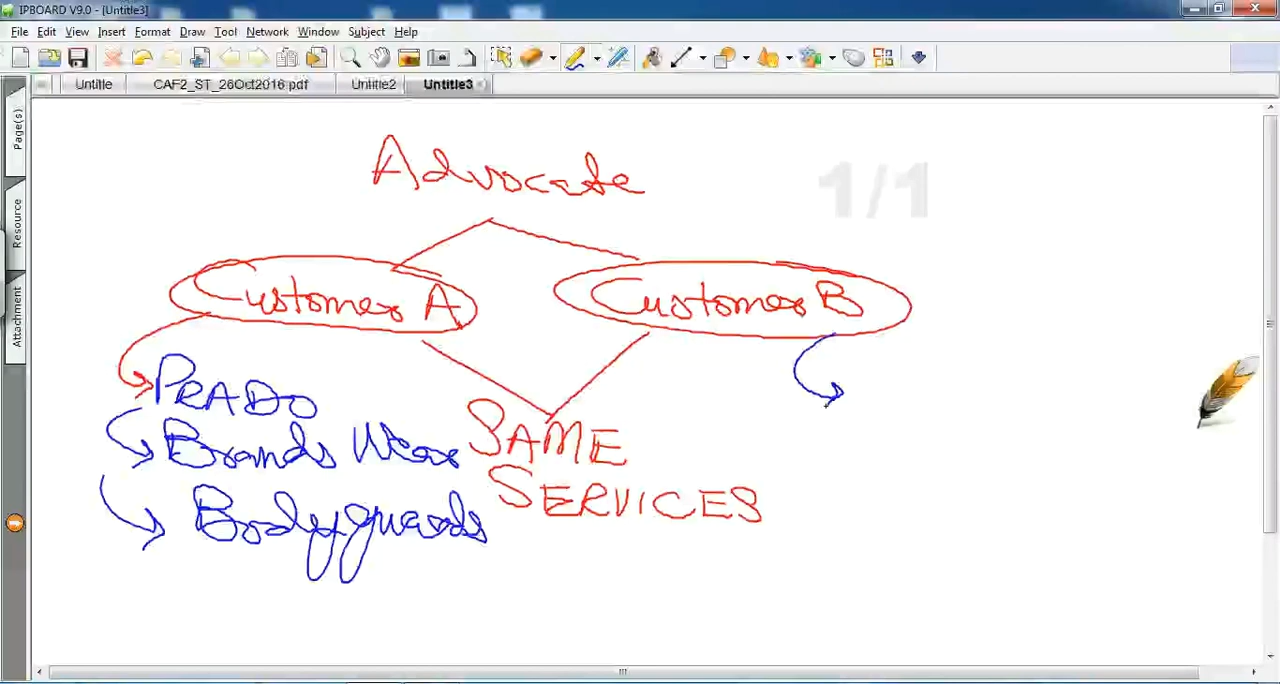 IPBOARD V9.0 - [Untitle3]
File Edit View Insert Format Draw Tool Network Window Subject Help
Untitle CAF2_ST_26Oct2016.pdf Untitle2 Untitle3
Page(s)
Resource
Attachment
1/1
Advocate
Customer A Customer B
PRADO
Brands Wear
Bodyguards
SAME
SERVICES